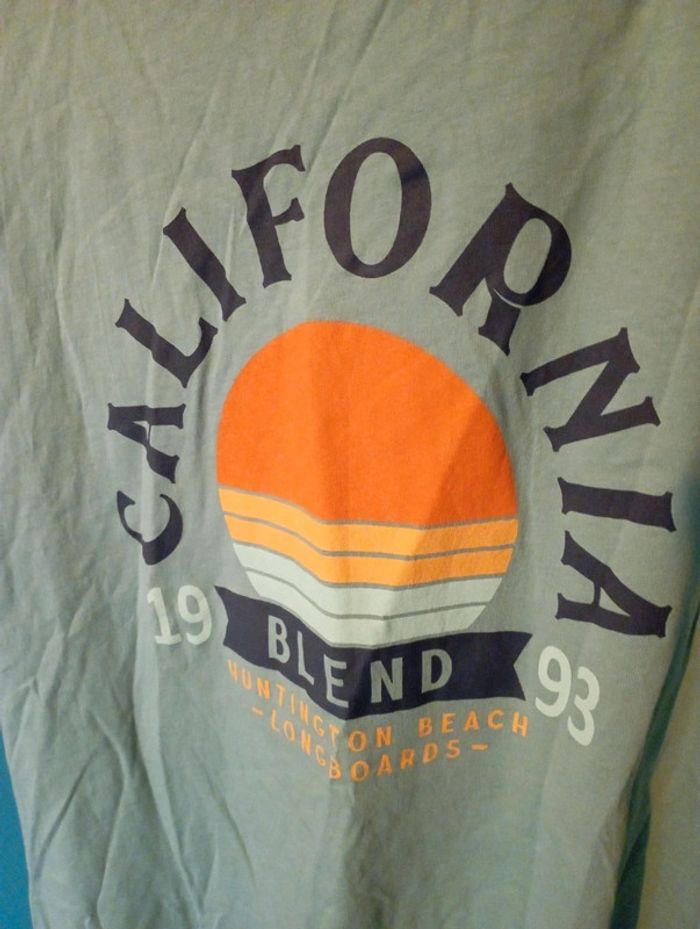 CALIFORNIA
19 BLEND 93
HUNTINGTON BEACH
-LONGBOARDS-